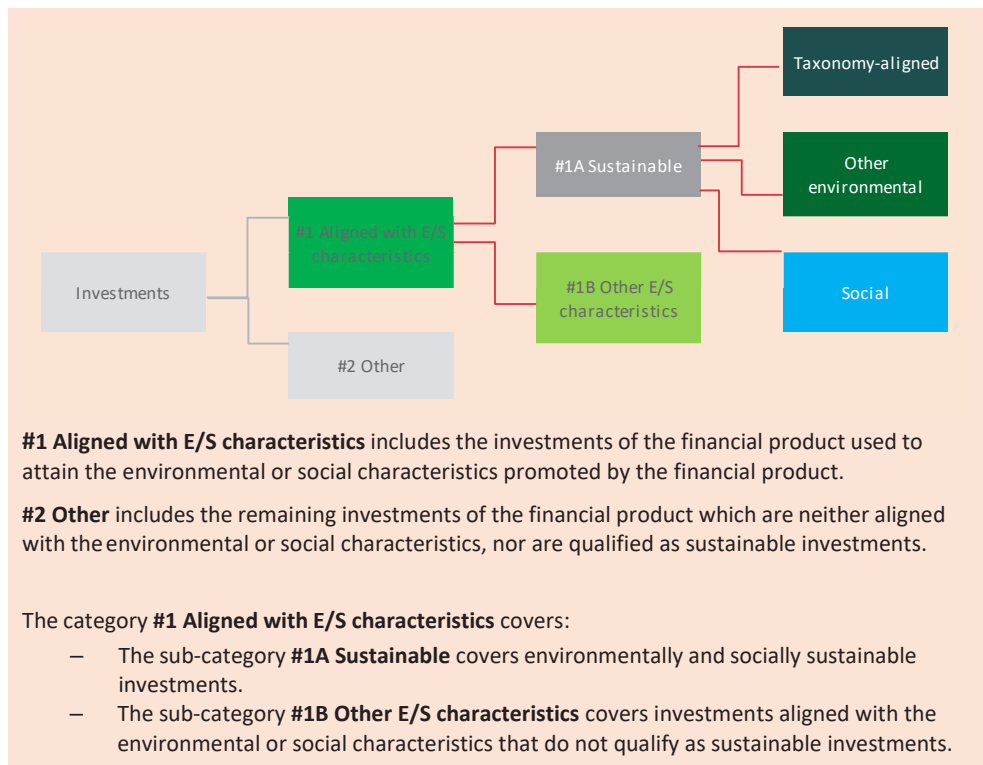 Taxonomy-aligned
#1A Sustainable
Other
environmental
#1 Aligned with E/S
characteristics
Investments
#1B Other E/S
characteristics
Social
#2 Other
#1 Aligned with E/S characteristics includes the investments of the financial product used to
attain the environmental or social characteristics promoted by the financial product.
#2 Other includes the remaining investments of the financial product which are neither aligned
with the environmental or social characteristics, nor are qualified as sustainable investments.
The category #1 Aligned with E/S characteristics covers:
– The sub-category #1A Sustainable covers environmentally and socially sustainable
investments.
– The sub-category #1B Other E/S characteristics covers investments aligned with the
environmental or social characteristics that do not qualify as sustainable investments.